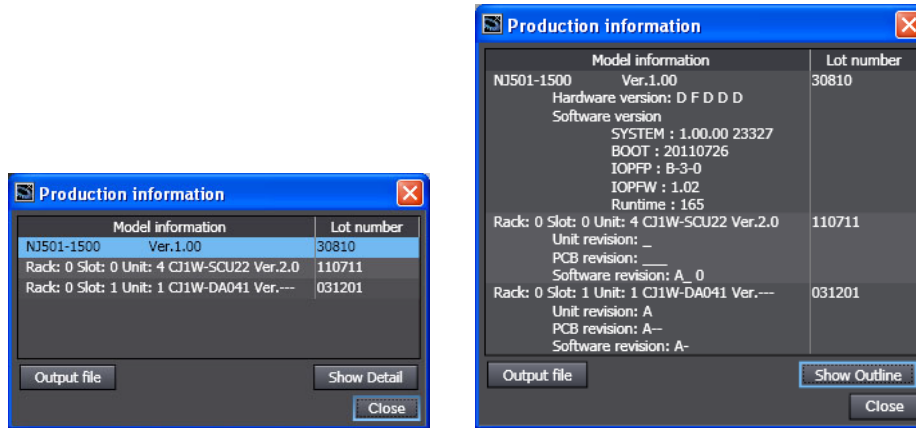 Production information
Model information Lot number
NJ501-1500 Ver.1.00 30810
Rack: 0 Slot: 0 Unit: 4 CJ1W-SCU22 Ver.2.0 110711
Rack: 0 Slot: 1 Unit: 1 CJ1W-DA041 Ver.--- 031201
Output file Show Detail
Close
Production information
Model information Lot number
NJ501-1500 Ver.1.00 30810
Hardware version: D F D D D
Software version
SYSTEM : 1.00.00 23327
BOOT : 20110726
IOPFP : B-3-0
IOPFW : 1.02
Runtime : 165
Rack: 0 Slot: 0 Unit: 4 CJ1W-SCU22 Ver.2.0 110711
Unit revision: _
PCB revision: ___
Software revision: A_ 0
Rack: 0 Slot: 1 Unit: 1 CJ1W-DA041 Ver.--- 031201
Unit revision: A
PCB revision: A--
Software revision: A-
Output file Show Outline
Close